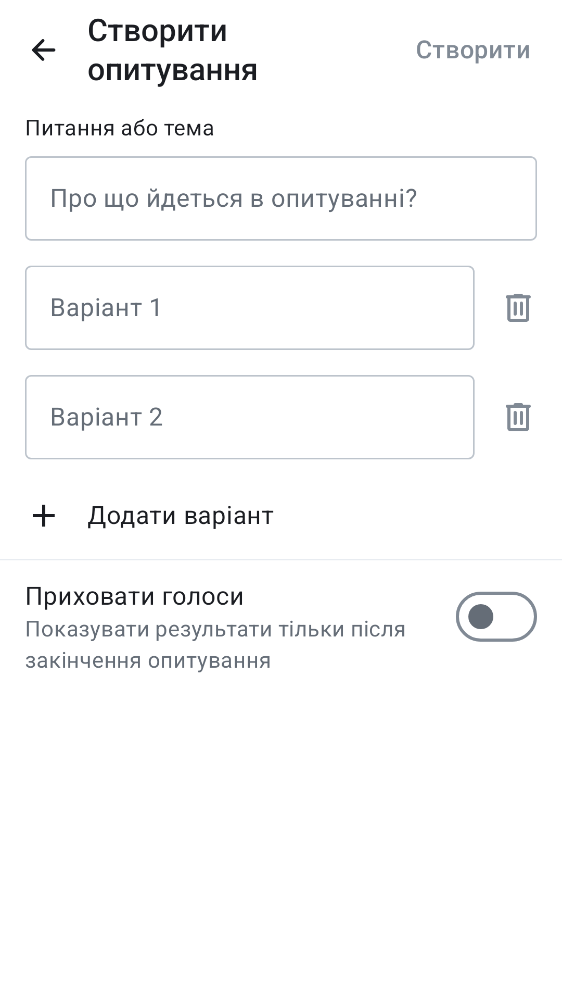 Створити
опитування
Створити
Питання або тема
Про що йдеться в опитуванні?
Варіант 1
Варіант 2
Додати варіант
Приховати голоси
Показувати результати тільки після
закінчення опитування